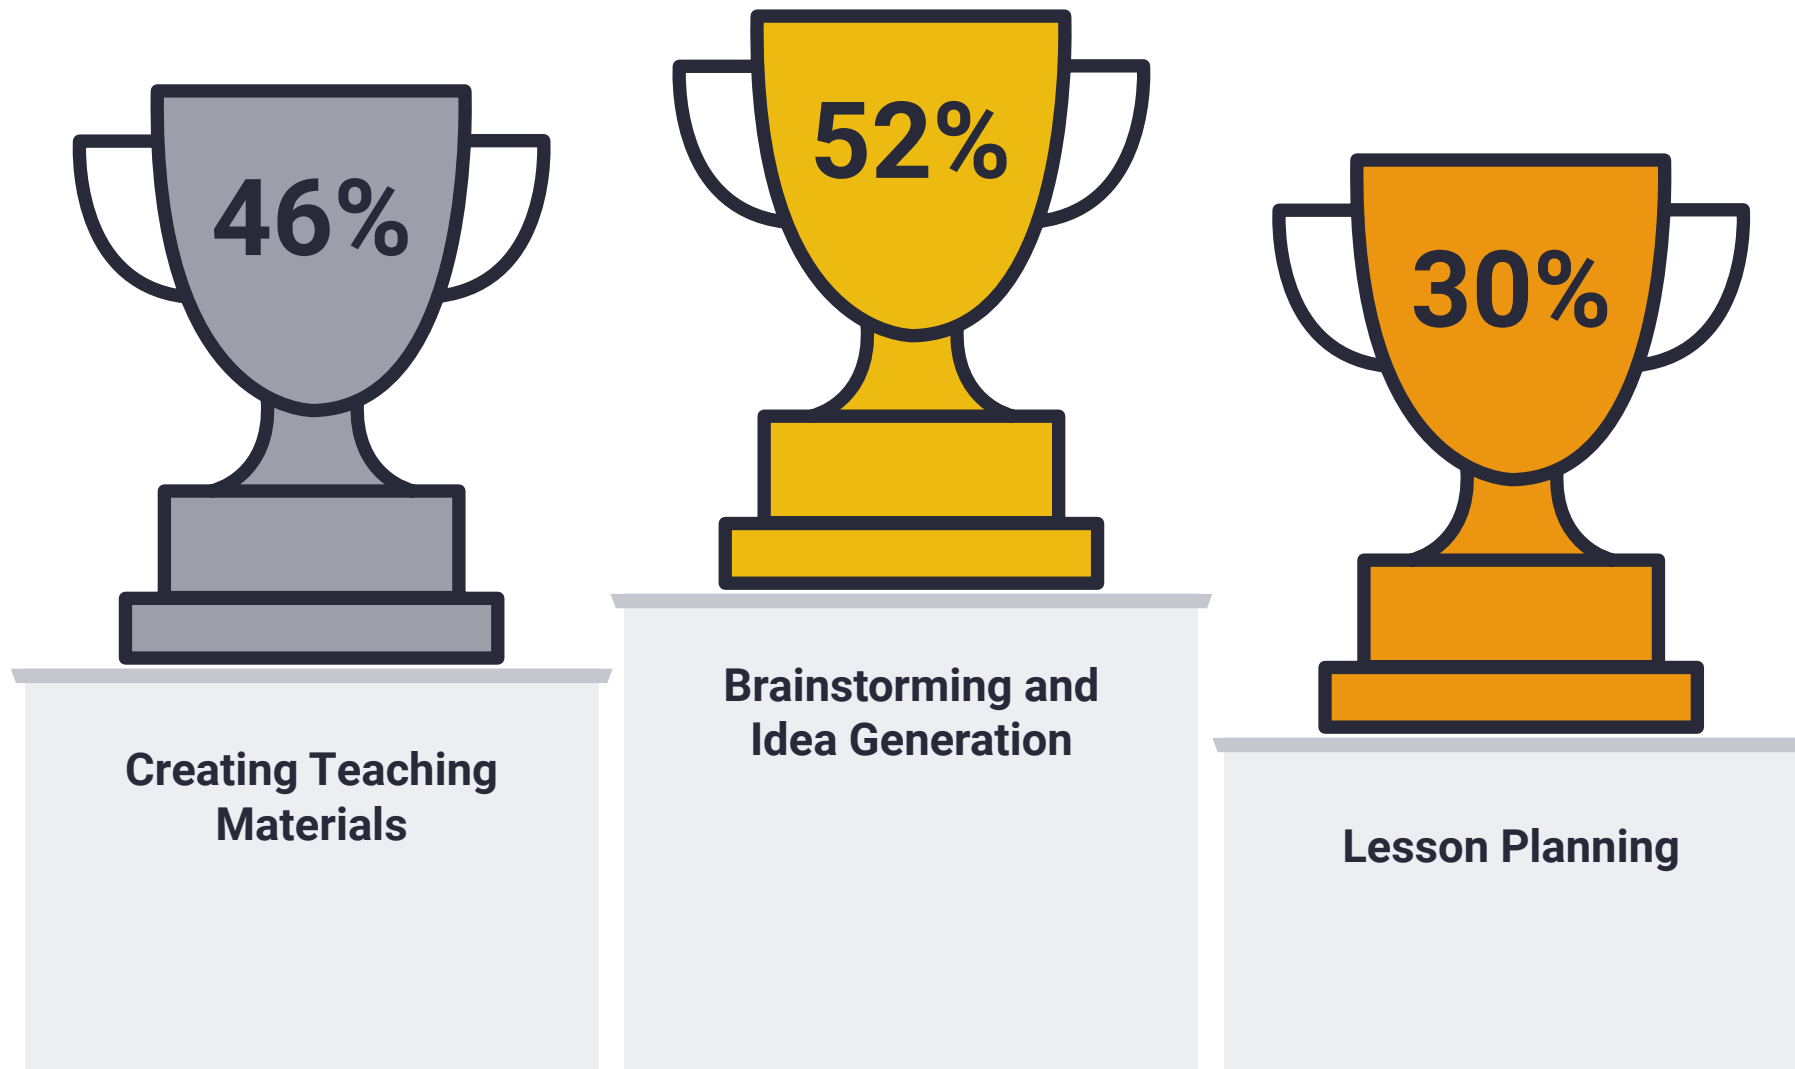 46%
Creating Teaching
Materials
52%
Brainstorming and
Idea Generation
30%
Lesson Planning